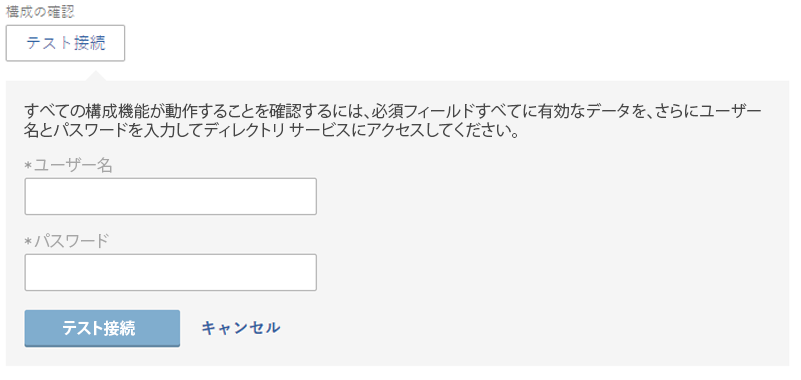 構成の確認
テスト接続
すべての構成機能が動作することを確認するには、必須フィールドすべてに有効なデータを、さらにユーザー
名とパスワードを入力してディレクトリ サービスにアクセスしてください。
*ユーザー名
*パスワード
テスト接続 キャンセル